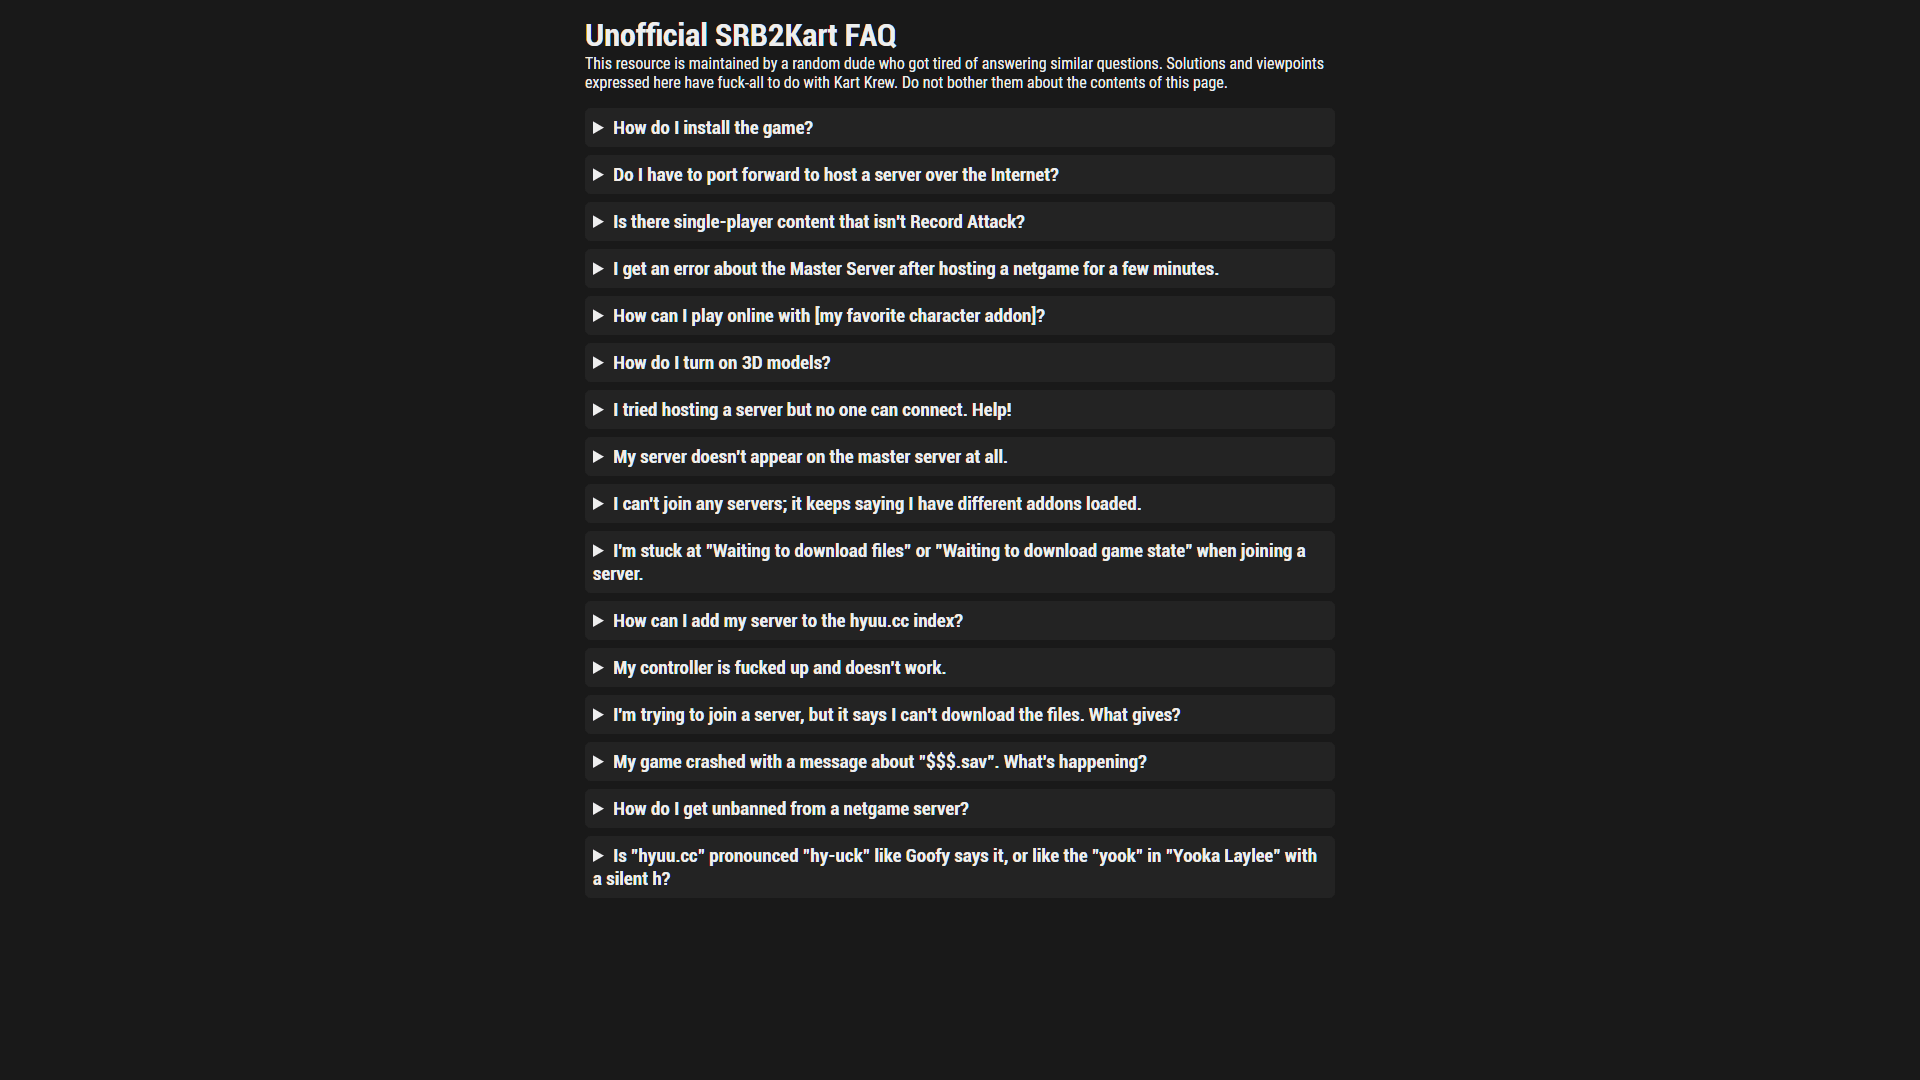 Unofficial SRB2Kart FAQ
This resource is maintained by a random dude who got tired of answering similar questions. Solutions and viewpoints
expressed here have fuck-all to do with Kart Krew. Do not bother them about the contents of this page.
How do I install the game?
Do I have to port forward to host a server over the Internet?
Is there single-player content that isn't Record Attack?
I get an error about the Master Server after hosting a netgame for a few minutes.
How can I play online with [my favorite character addon]?
How do I turn on 3D models?
I tried hosting a server but no one can connect. Help!
My server doesn't appear on the master server at all.
I can't join any servers; it keeps saying I have different addons loaded.
I'm stuck at "Waiting to download files" or "Waiting to download game state" when joining a
server.
How can I add my server to the hyuu.cc index?
My controller is fucked up and doesn't work.
I'm trying to join a server, but it says I can't download the files. What gives?
My game crashed with a message about "$$$.sav". What's happening?
How do I get unbanned from a netgame server?
Is "hyuu.cc" pronounced "hy-uck" like Goofy says it, or like the "yook" in "Yooka Laylee" with
a silent h?